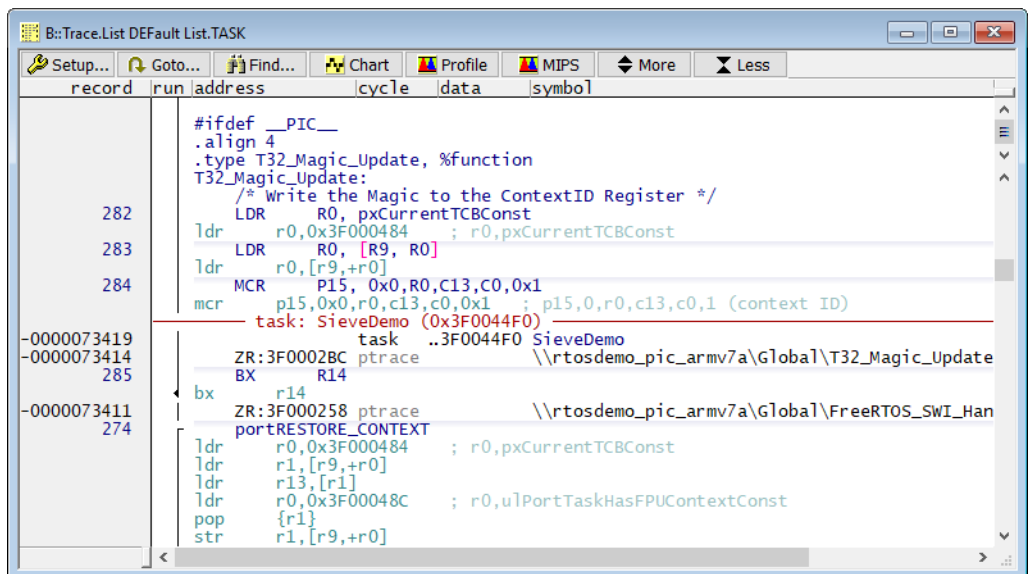 B::Trace.List DEFault List.TASK
Setup... Goto... Find... Chart Profile MIPS More Less
record run address cycle data symbol
#ifdef __PIC__
.align 4
.type T32_Magic_Update, %function
T32_Magic_Update:
/* Write the Magic to the ContextID Register */
282 LDR R0, pxCurrentTCBConst
ldr r0,0x3F000484 ; r0,pxCurrentTCBConst
283 LDR R0, [R9, R0]
ldr r0,[r9,+r0]
284 MCR P15, 0x0,R0,C13,C0,0x1
mcr p15,0x0,r0,c13,c0,0x1 ; p15,0,r0,c13,c0,1 (context ID)
task: SieveDemo (0x3F0044F0)
-0000073419 task ..3F0044F0 SieveDemo
-0000073414 ZR:3F0002BC ptrace \\rtosdemo_pic_armv7a\Global\T32_Magic_Update
285 BX R14
bx r14
-0000073411 ZR:3F000258 ptrace \\rtosdemo_pic_armv7a\Global\FreeRTOS_SWI_Han
274 portRESTORE_CONTEXT
ldr r0,0x3F000484 ; r0,pxCurrentTCBConst
ldr r1,[r9,+r0]
ldr r13,[r1]
ldr r0,0x3F00048C ; r0,ulPortTaskHasFPUContextConst
pop {r1}
str r1,[r9,+r0]